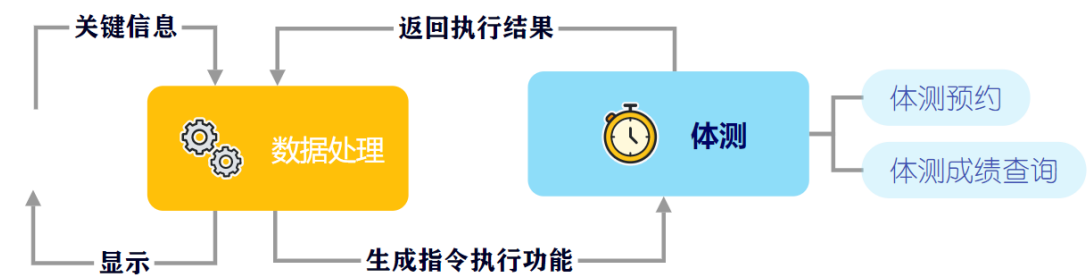 关键信息
返回执行结果
数据处理
体测
体测预约
体测成绩查询
显示
生成指令执行功能